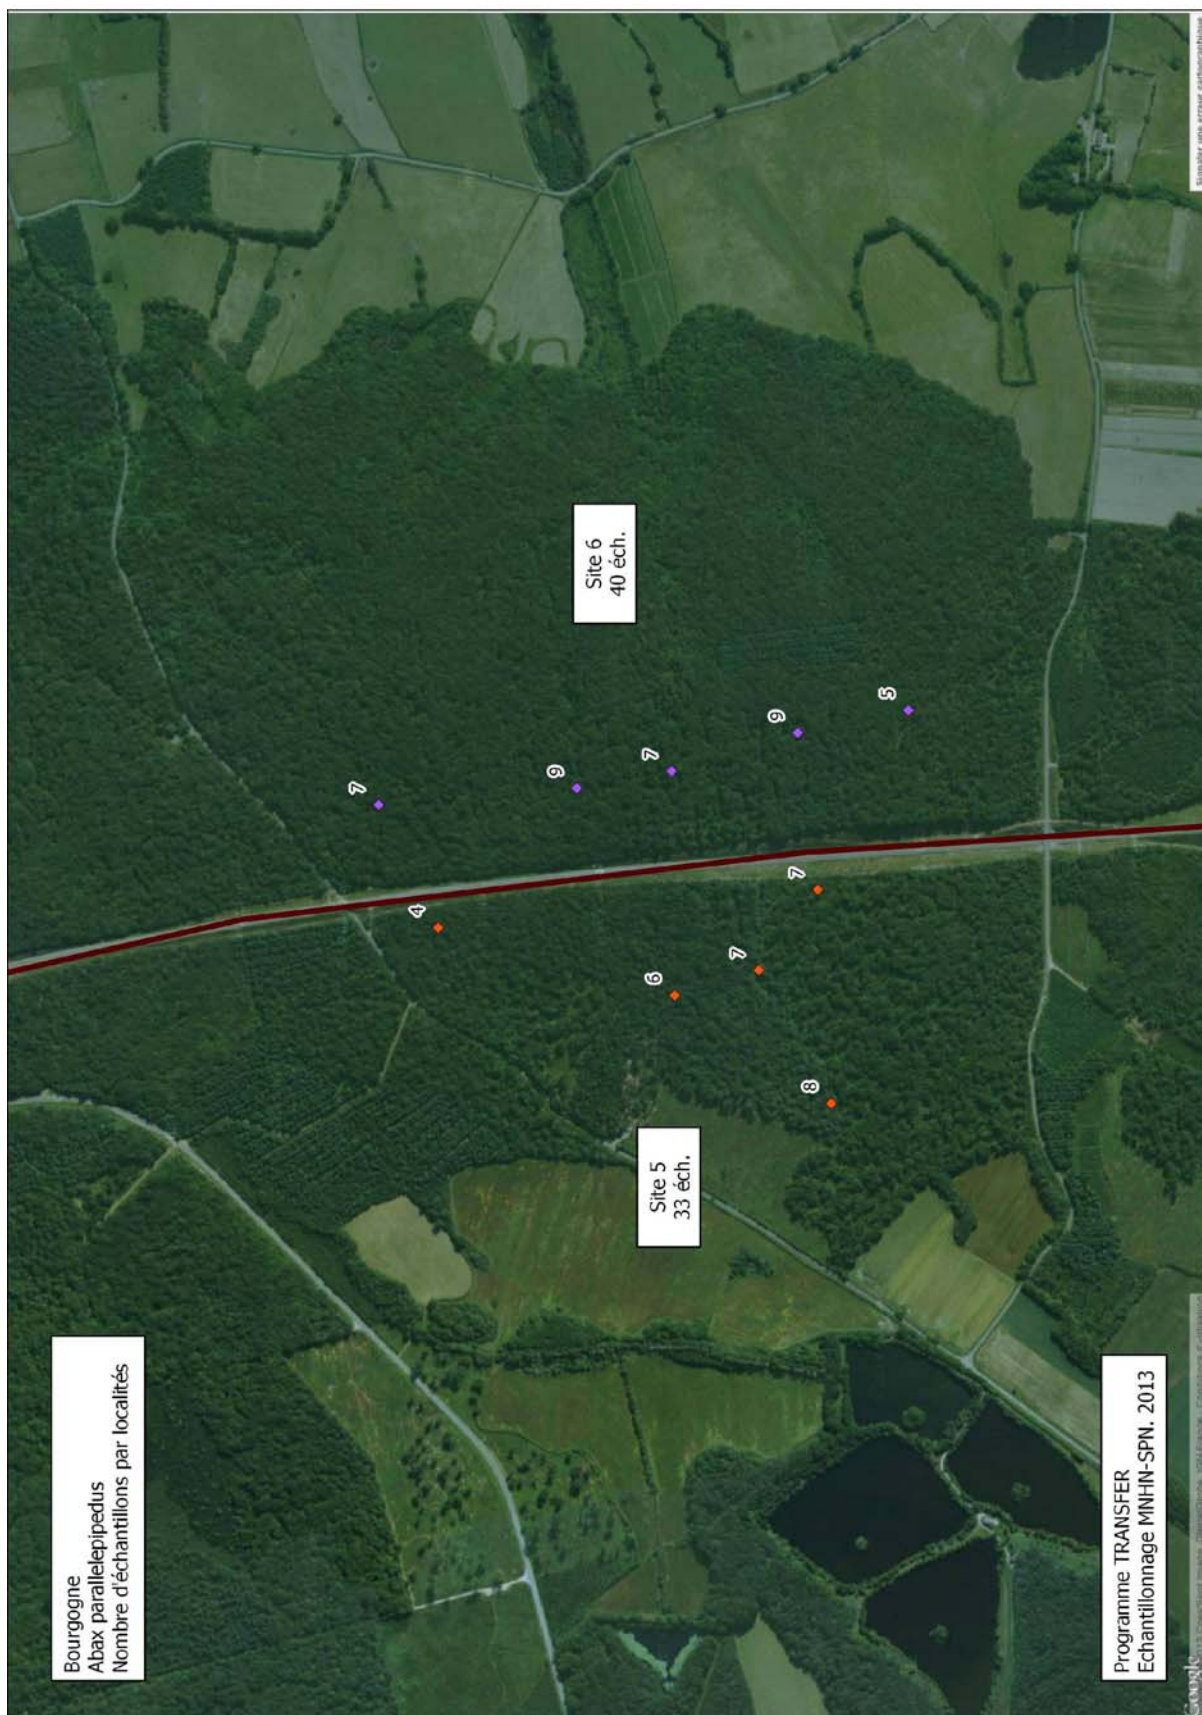 Bourgogne
Abax parallelepipedus
Nombre d'échantillons par localités
7
4
9
Site 6
40 éch.
Site 5
33 éch.
6
7
7
9
7
8
5
Programme TRANSFER
Echantillonnage MNHN-SPN. 2013
Google